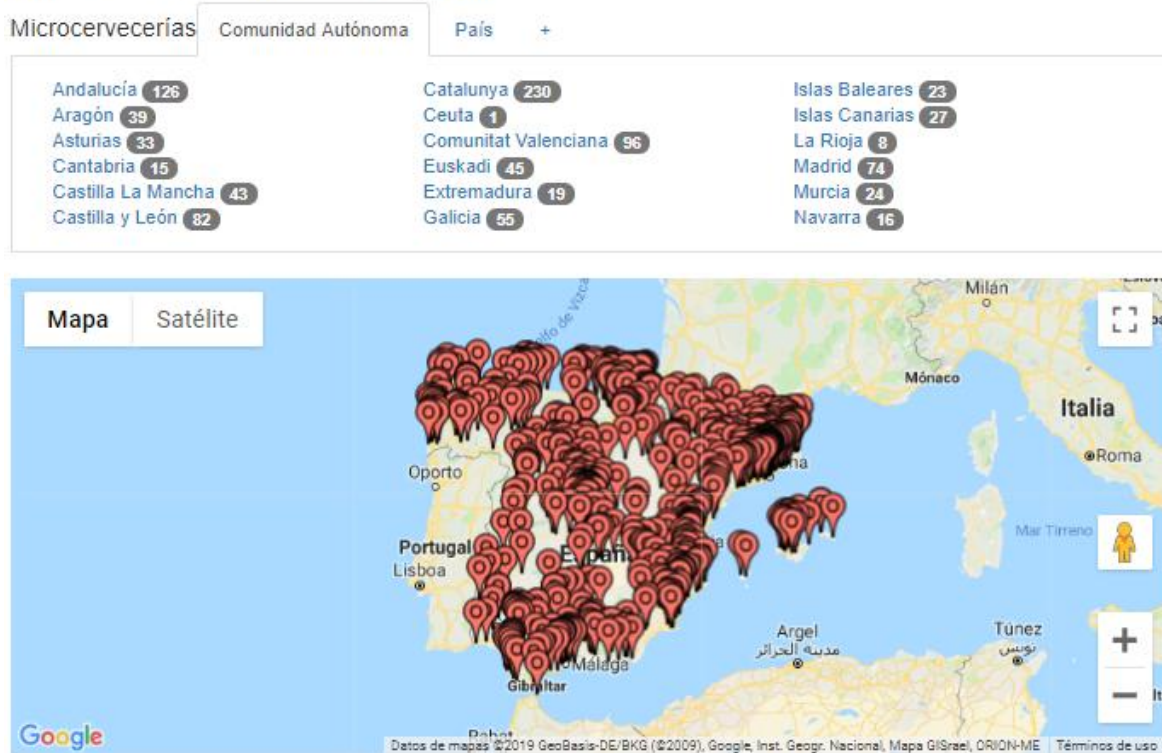 Microcervecerías Comunidad Autónoma País +
Andalucía 126
Aragón 39
Asturias 33
Cantabria 15
Castilla La Mancha 43
Castilla y León 82
Catalunya 230
Ceuta 1
Comunitat Valenciana 96
Euskadi 45
Extremadura 19
Galicia 55
Islas Baleares 23
Islas Canarias 27
La Rioja 8
Madrid 74
Murcia 24
Navarra 16
Mapa Satélite
Milán
Mónaco
Italia
Roma
Oporto
Mar Tirreno
Portugal
Lisboa
Argel
مدينة الجزائر
Túnez
تونس
Málaga
Gibraltar
Google
Datos de mapas ©2019 GeoBasis-DE/BKG (©2009), Google, Inst. Geogr. Nacional, Mapa GISrael, ORION-ME Términos de uso